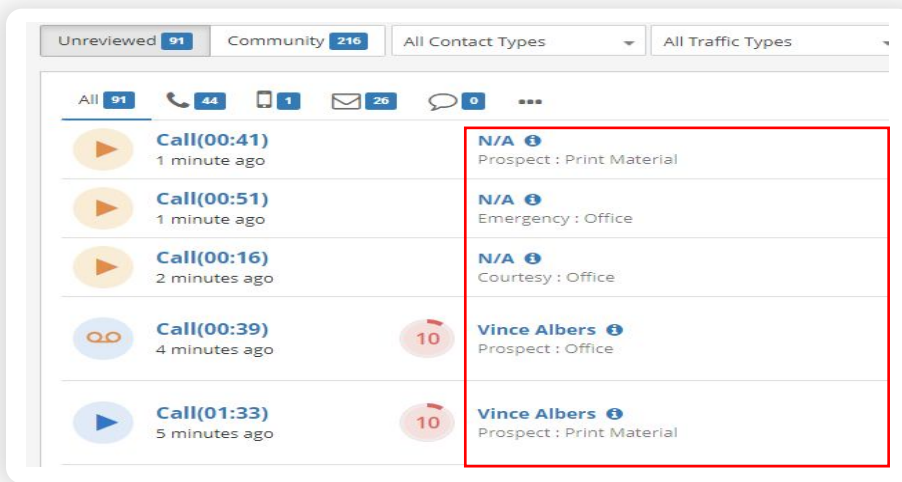 Unreviewed 91 Community 216 All Contact Types All Traffic Types
All 91 44 1 26 0
Call(00:41) N/A
1 minute ago Prospect : Print Material
Call(00:51) N/A
1 minute ago Emergency : Office
Call(00:16) N/A
2 minutes ago Courtesy : Office
Call(00:39) 10 Vince Albers
4 minutes ago Prospect : Office
Call(01:33) 10 Vince Albers
5 minutes ago Prospect : Print Material